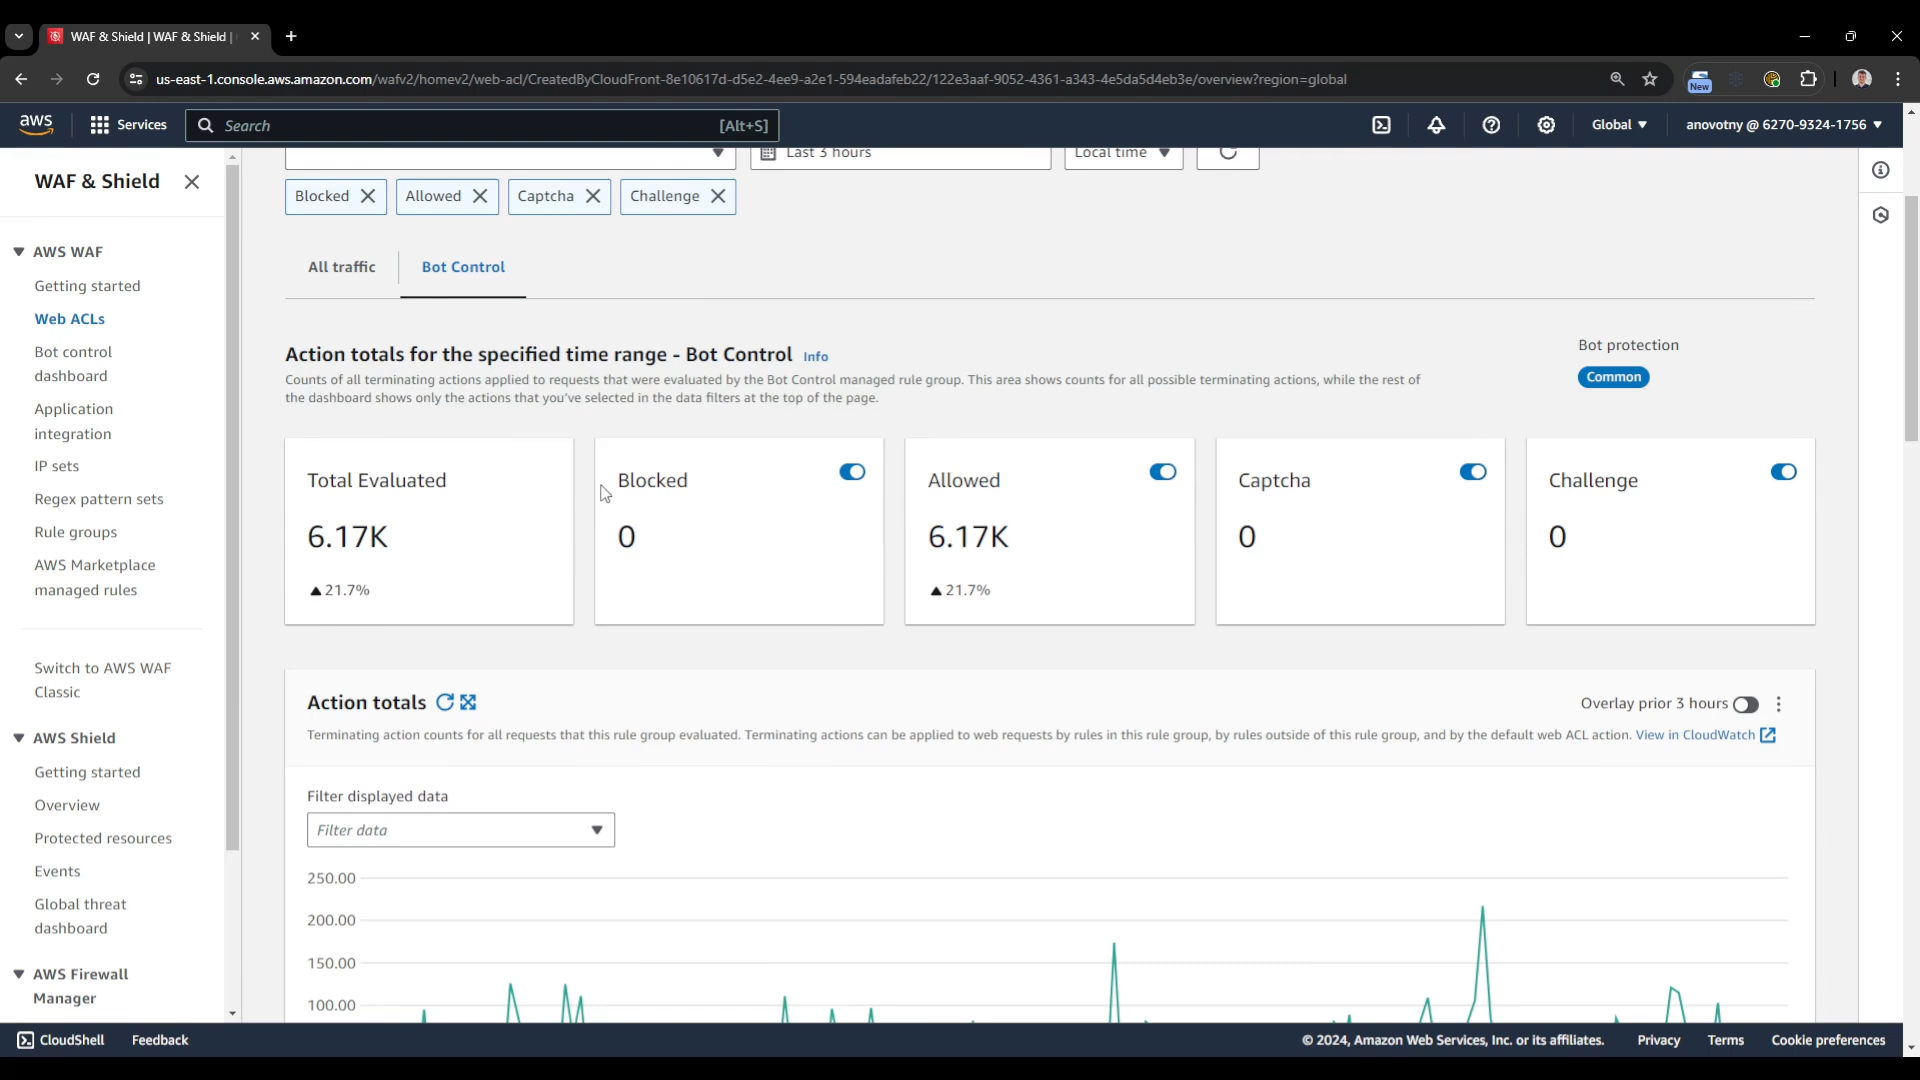 WAF & Shield | WAF & Shield |
us-east-1.console.aws.amazon.com/wafv2/homev2/web-acl/CreatedByCloudFront-8e10617d-d5e2-4ee9-a2e1-594eadafeb22/122e3aaf-9052-4361-a343-4e5da5d4eb3e/overview?region=global
New
aws
Services
Search
[Alt+S]
Global
anovotny @ 6270-9324-1756
WAF & Shield
AWS WAF
Getting started
Web ACLs
Bot control
dashboard
Application
integration
IP sets
Regex pattern sets
Rule groups
AWS Marketplace
managed rules
Switch to AWS WAF
Classic
AWS Shield
Getting started
Overview
Protected resources
Events
Global threat
dashboard
AWS Firewall
Manager
Last 3 hours
Local time
Blocked
Allowed
Captcha
Challenge
All traffic
Bot Control
Action totals for the specified time range - Bot Control Info
Counts of all terminating actions applied to requests that were evaluated by the Bot Control managed rule group. This area shows counts for all possible terminating actions, while the rest of
the dashboard shows only the actions that you've selected in the data filters at the top of the page.
Bot protection
Common
Total Evaluated
6.17K
21.7%
Blocked
0
Allowed
6.17K
21.7%
Captcha
0
Challenge
0
Action totals
Overlay prior 3 hours
Terminating action counts for all requests that this rule group evaluated. Terminating actions can be applied to web requests by rules in this rule group, by rules outside of this rule group, and by the default web ACL action. View in CloudWatch
Filter displayed data
Filter data
250.00
200.00
150.00
100.00
CloudShell
Feedback
© 2024, Amazon Web Services, Inc. or its affiliates.
Privacy
Terms
Cookie preferences